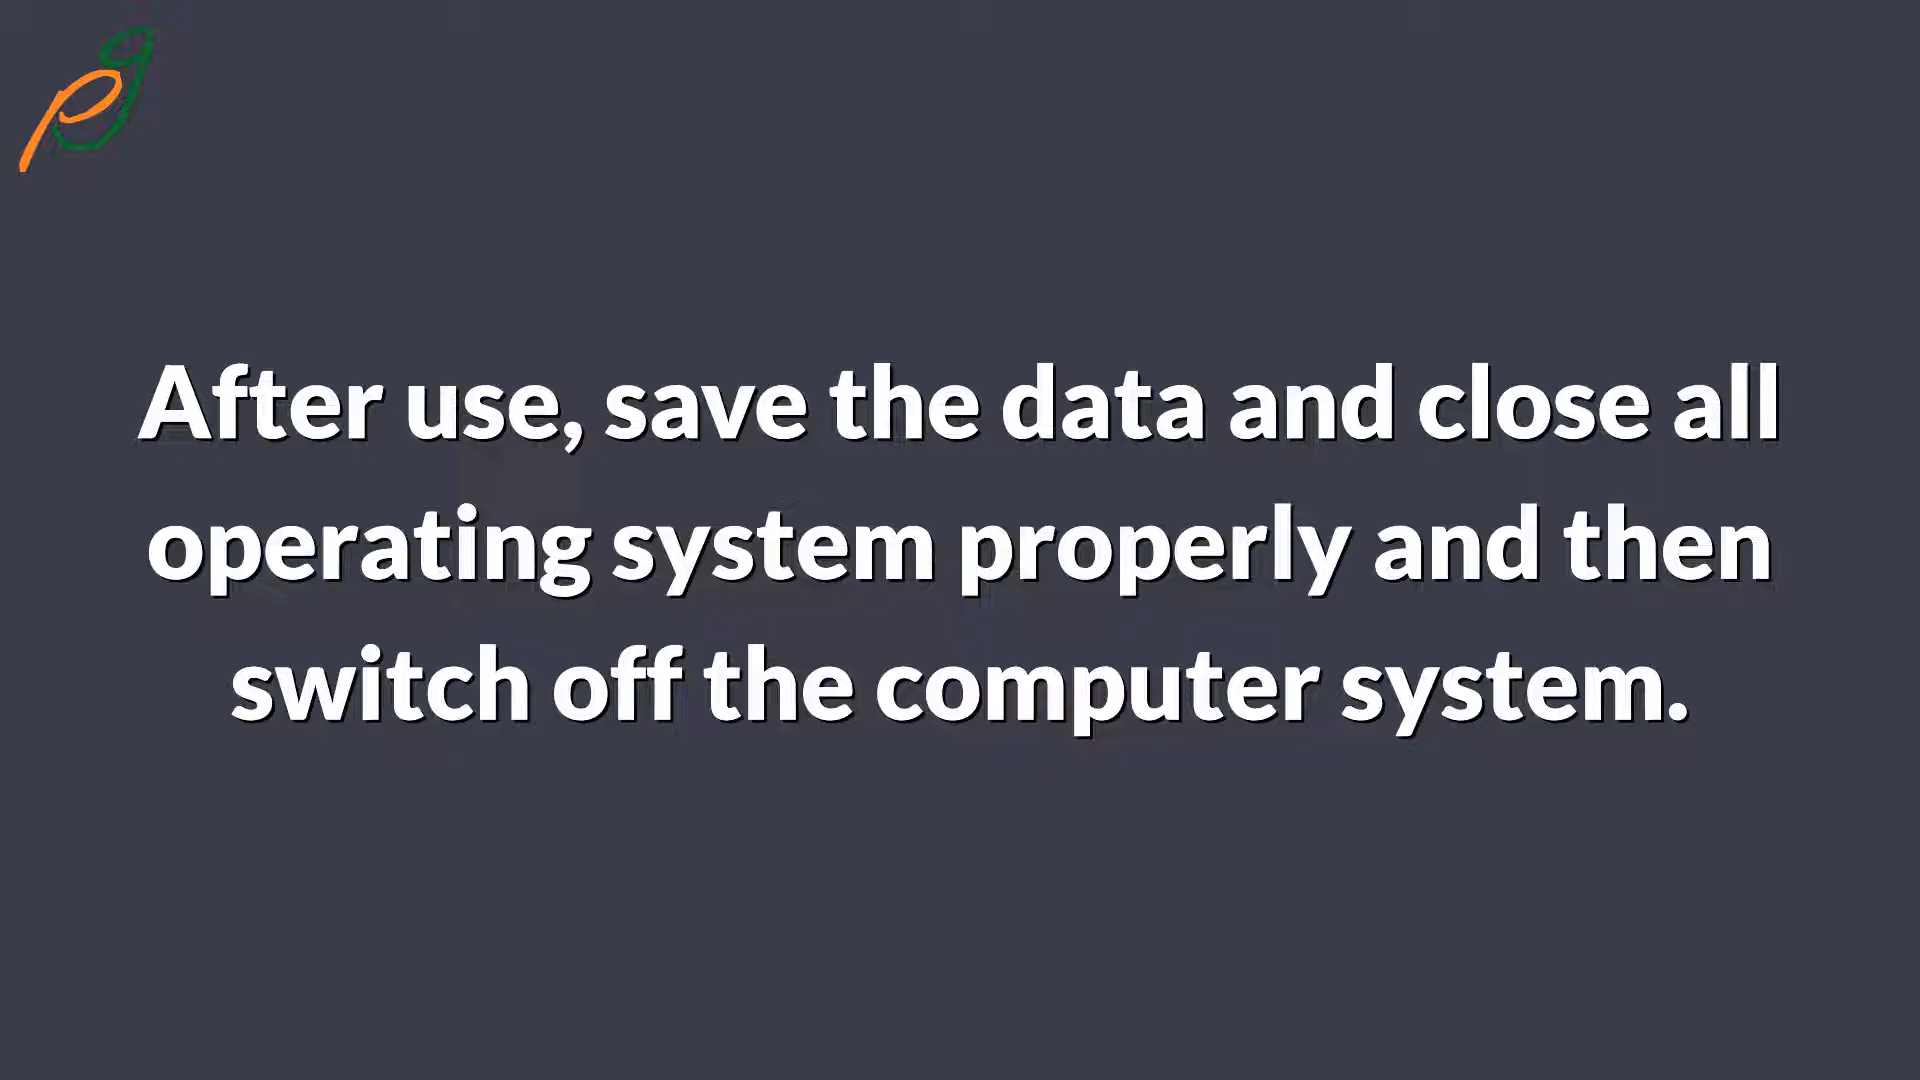 After use, save the data and close all
operating system properly and then
switch off the computer system.